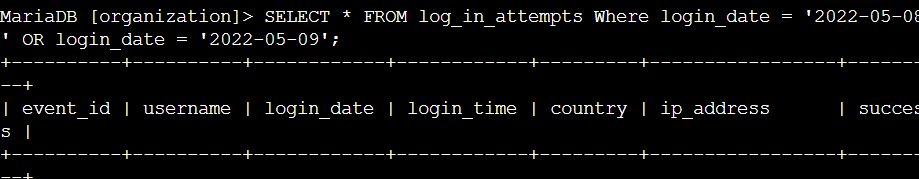 MariaDB [organization]> SELECT * FROM log_in_attempts Where login_date = '2022-05-08
' OR login_date = '2022-05-09';
+----------+----------+------------+------------+---------+-----------------+-------
--+
| event_id | username | login_date | login_time | country | ip_address      | succes
s |
+----------+----------+------------+------------+---------+-----------------+-------
--+